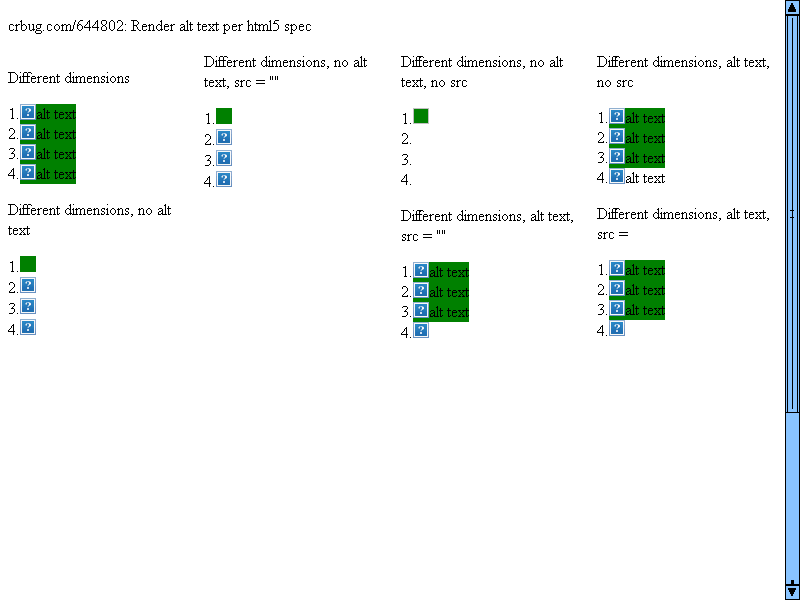 crbug.com/644802: Render alt text per html5 spec
Different dimensions
1. ? alt text
2. ? alt text
3. ? alt text
4. ? alt text
Different dimensions, no alt
text
1.
2. ?
3. ?
4. ?
Different dimensions, no alt
text, src = ""
1.
2. ?
3. ?
4. ?
Different dimensions, no alt
text, no src
1.
2.
3.
4.
Different dimensions, alt text,
src = ""
1. ? alt text
2. ? alt text
3. ? alt text
4. ?
Different dimensions, alt text,
no src
1. ? alt text
2. ? alt text
3. ? alt text
4. ? alt text
Different dimensions, alt text,
src =
1. ? alt text
2. ? alt text
3. ? alt text
4. ?